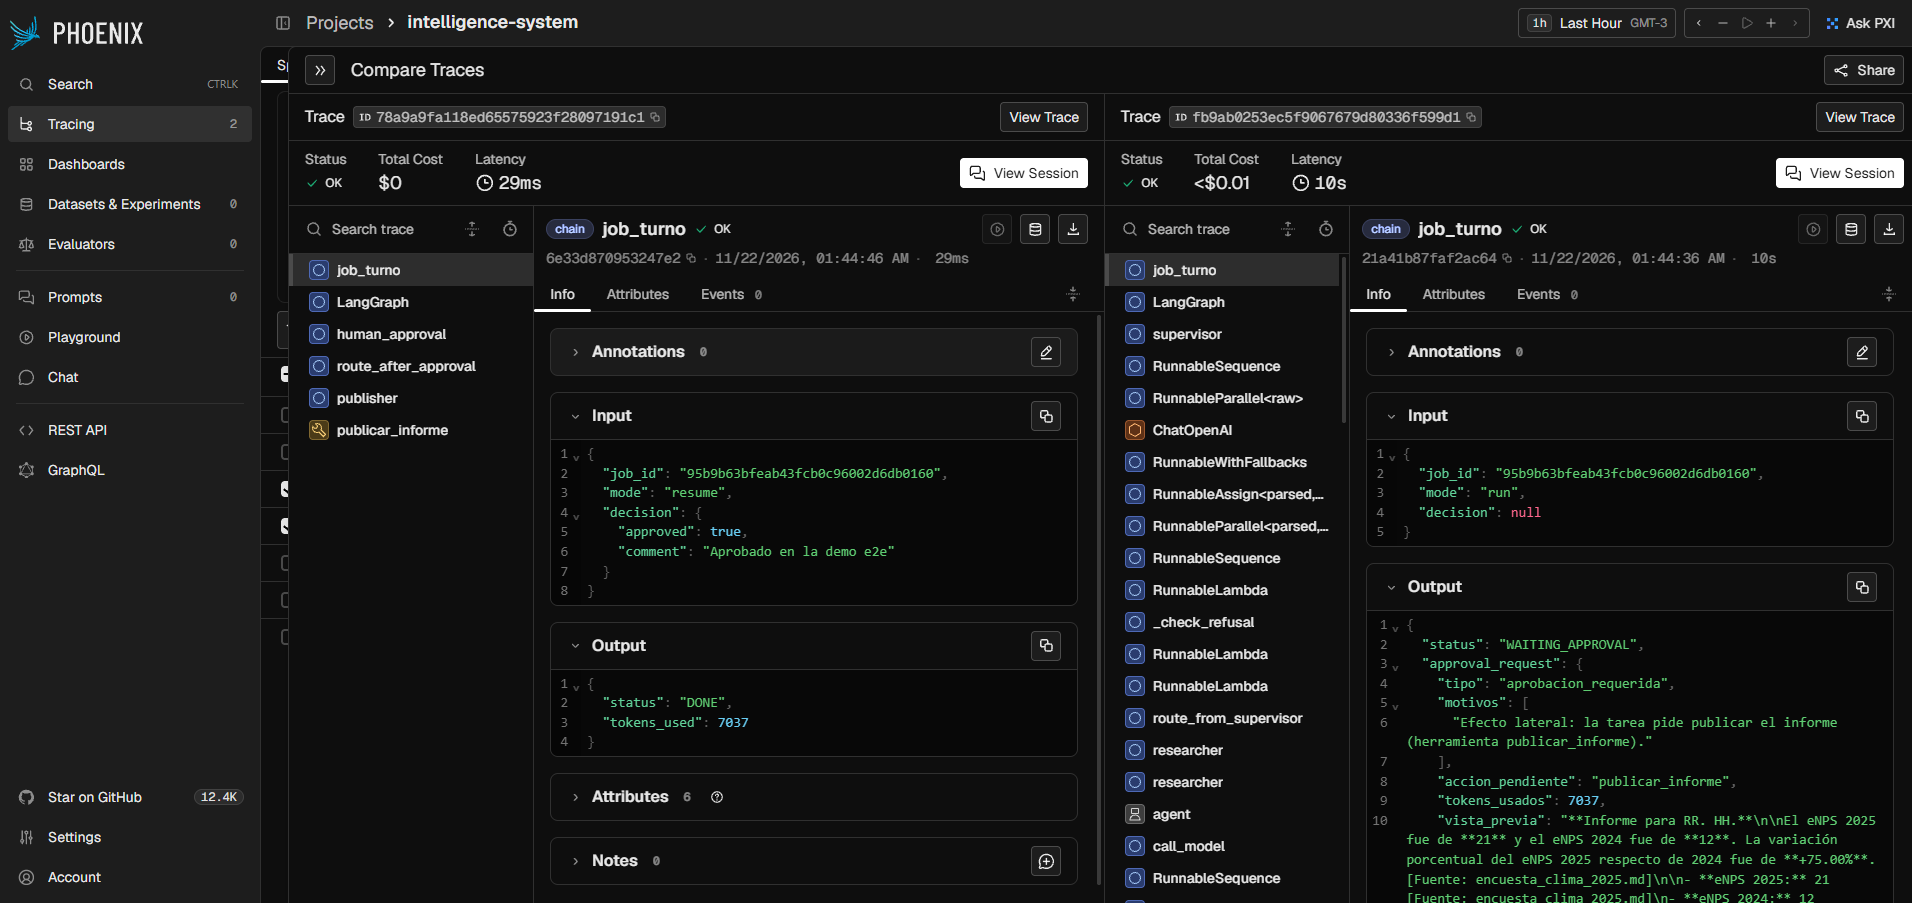 PHOENIX
Search CTRLK
Tracing 2
Dashboards
Datasets & Experiments 0
Evaluators 0
Prompts 0
Playground
Chat
REST API
GraphQL
Star on GitHub 12.4K
Settings
Account
Projects › intelligence-system
1h Last Hour GMT-3
Ask PXI
Compare Traces
Share
Trace ID 78a9a9fa118ed65575923f28097191c1
View Trace
Status Total Cost Latency
OK $0 29ms
View Session
Search trace
job_turno
LangGraph
human_approval
route_after_approval
publisher
publicar_informe
chain job_turno OK
6e33d870953247e2 · 11/22/2026, 01:44:46 AM · 29ms
Info Attributes Events 0
Annotations 0
Input
1 {
2 "job_id": "95b9b63bfeab43fcb0c96002d6db0160",
3 "mode": "resume",
4 "decision": {
5 "approved": true,
6 "comment": "Aprobado en la demo e2e"
7 }
8 }
Output
1 {
2 "status": "DONE",
3 "tokens_used": 7037
4 }
Attributes 6
Notes 0
Trace ID fb9ab0253ec5f9067679d80336f599d1
View Trace
Status Total Cost Latency
OK <$0.01 10s
View Session
Search trace
job_turno
LangGraph
supervisor
RunnableSequence
RunnableParallel<raw>
ChatOpenAI
RunnableWithFallbacks
RunnableAssign<parsed,...
RunnableParallel<parsed,...
RunnableSequence
RunnableLambda
_check_refusal
RunnableLambda
RunnableLambda
route_from_supervisor
researcher
researcher
agent
call_model
RunnableSequence
chain job_turno OK
21a41b87faf2ac64 · 11/22/2026, 01:44:36 AM · 10s
Info Attributes Events 0
Annotations 0
Input
1 {
2 "job_id": "95b9b63bfeab43fcb0c96002d6db0160",
3 "mode": "run",
4 "decision": null
5 }
Output
1 {
2 "status": "WAITING_APPROVAL",
3 "approval_request": {
4 "tipo": "aprobacion_requerida",
5 "motivos": [
6 "Efecto lateral: la tarea pide publicar el informe
(herramienta publicar_informe)."
7 ],
8 "accion_pendiente": "publicar_informe",
9 "tokens_usados": 7037,
10 "vista_previa": "**Informe para RR. HH.**\n\nEl eNPS 2025
fue de **21** y el eNPS 2024 fue de **12**. La variación
porcentual del eNPS 2025 respecto de 2024 fue de **+75.00%**.
[Fuente: encuesta_clima_2025.md]\n\n- **eNPS 2025:** 21
[Fuente: encuesta_clima_2025.md]\n- **eNPS 2024:** 12